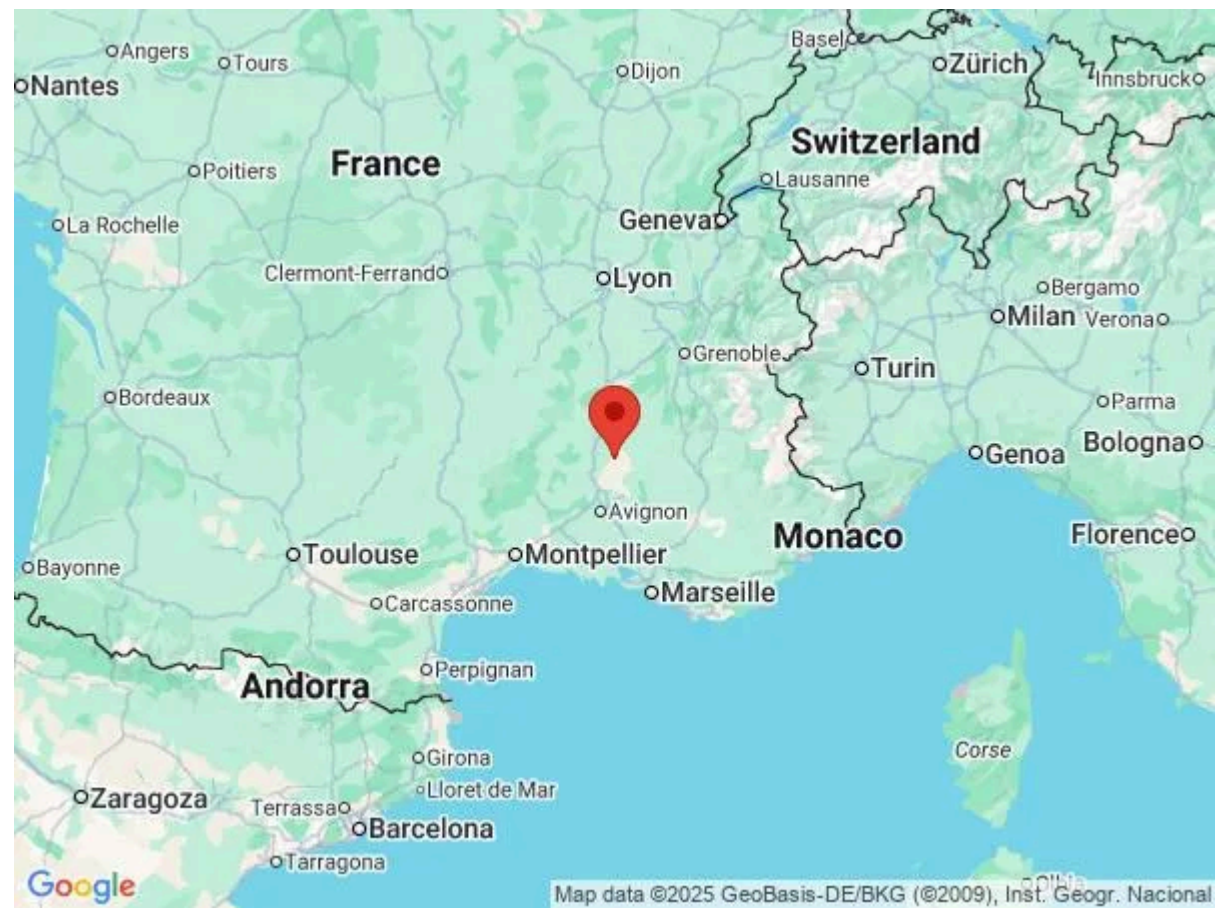 Angers
Tours
Dijon
Basel
Zürich
Innsbruck
Nantes
Poitiers
France
Switzerland
Lausanne
Geneva
La Rochelle
Clermont-Ferrand
Lyon
Bergamo
Milan
Verona
Grenoble
Turin
Bordeaux
Parma
Bologna
Genoa
Avignon
Monaco
Florence
Toulouse
Montpellier
Bayonne
Marseille
Carcassonne
Perpignan
Andorra
Corse
Girona
Lloret de Mar
Zaragoza
Terrassa
Barcelona
Tarragona
Olbia
Google
Map data ©2025 GeoBasis-DE/BKG (©2009), Inst. Geogr. Nacional